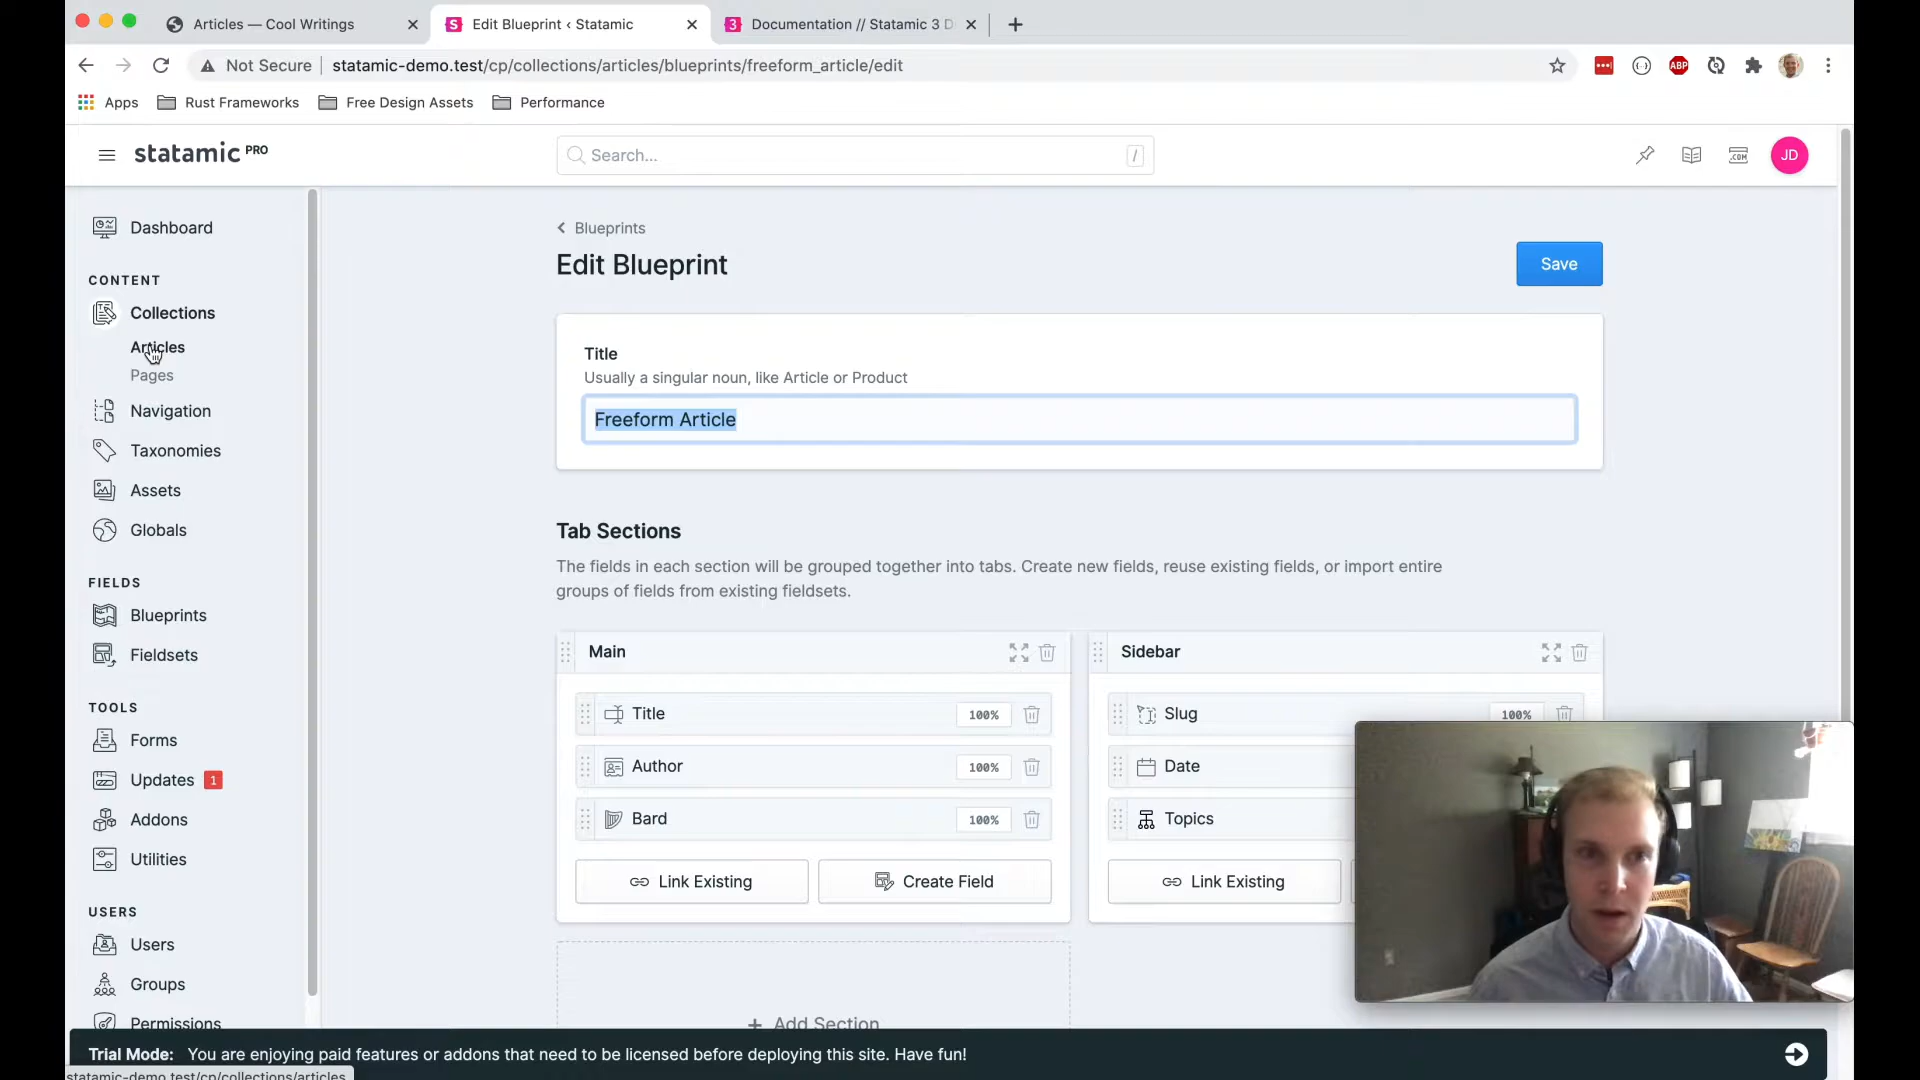 Articles — Cool Writings
Edit Blueprint ‹ Statamic
Documentation // Statamic 3 D
Not Secure
statamic-demo.test/cp/collections/articles/blueprints/freeform_article/edit
ABP
Apps
Rust Frameworks
Free Design Assets
Performance
statamic PRO
Search...
/
.COM
JD
Dashboard
CONTENT
Collections
Articles
Pages
Navigation
Taxonomies
Assets
Globals
FIELDS
Blueprints
Fieldsets
TOOLS
Forms
Updates 1
Addons
Utilities
USERS
Users
Groups
Permissions
Blueprints
Edit Blueprint
Save
Title
Usually a singular noun, like Article or Product
Freeform Article
Tab Sections
The fields in each section will be grouped together into tabs. Create new fields, reuse existing fields, or import entire
groups of fields from existing fieldsets.
Main
Title 100%
Author 100%
Bard 100%
Link Existing
Create Field
Sidebar
Slug 100%
Date
Topics
Link Existing
+ Add Section
Trial Mode: You are enjoying paid features or addons that need to be licensed before deploying this site. Have fun!
statamic-demo.test/cp/collections/articles